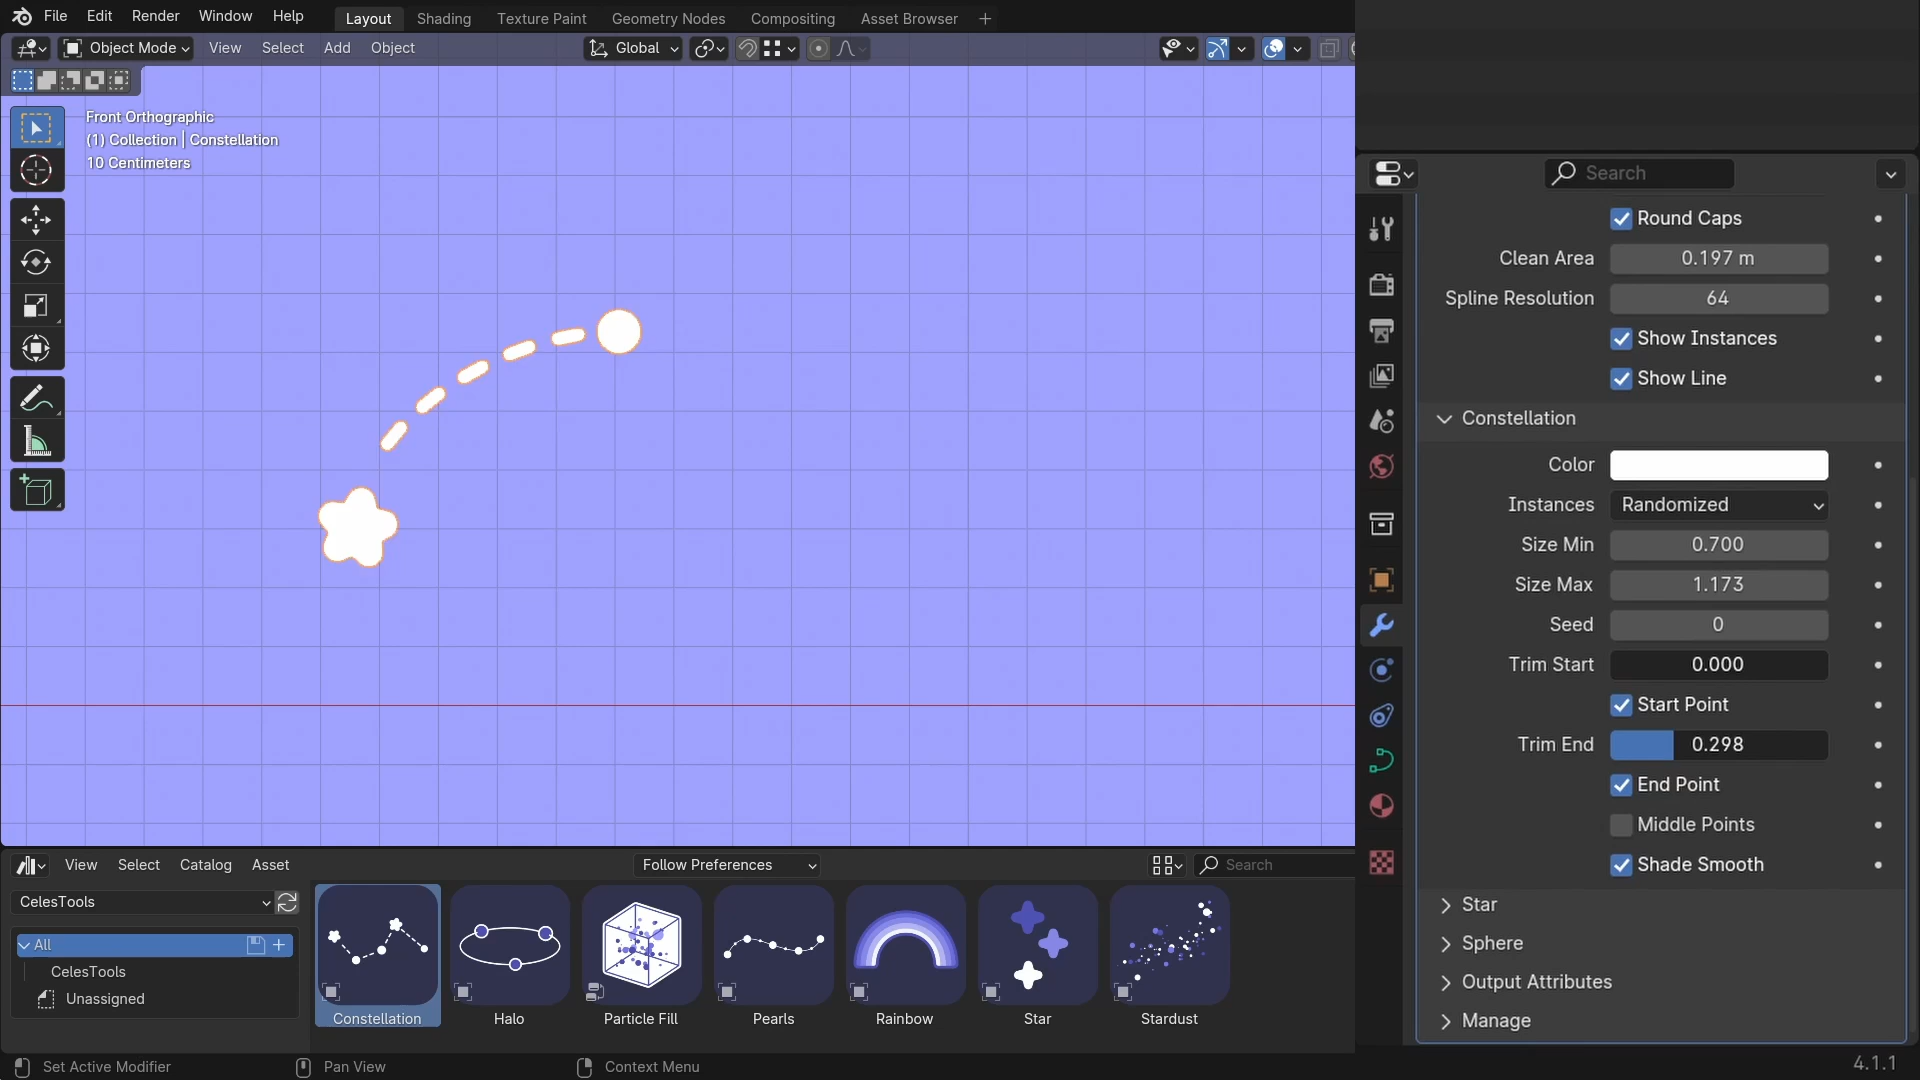 File Edit Render Window Help Layout Shading Texture Paint Geometry Nodes Compositing Asset Browser
Object Mode View Select Add Object Global
Front Orthographic
(1) Collection | Constellation
10 Centimeters
Search
Round Caps
Clean Area 0.197 m
Spline Resolution 64
Show Instances
Show Line
Constellation
Color
Instances Randomized
Size Min 0.700
Size Max 1.173
Seed 0
Trim Start 0.000
Start Point
Trim End 0.298
End Point
Middle Points
Shade Smooth
Star
Sphere
Output Attributes
Manage
View Select Catalog Asset Follow Preferences Search
CelesTools
All
CelesTools
Unassigned
Constellation Halo Particle Fill Pearls Rainbow Star Stardust
Set Active Modifier Pan View Context Menu
4.1.1